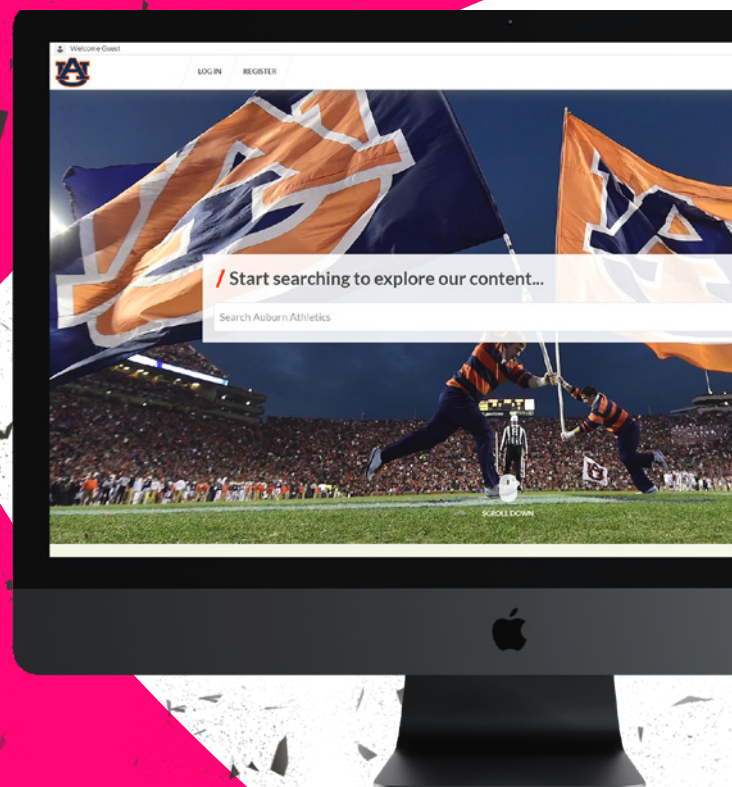 Welcome Guest
LOG IN
REGISTER
/ Start searching to explore our content...
Search Auburn Athletics
SCROLL DOWN